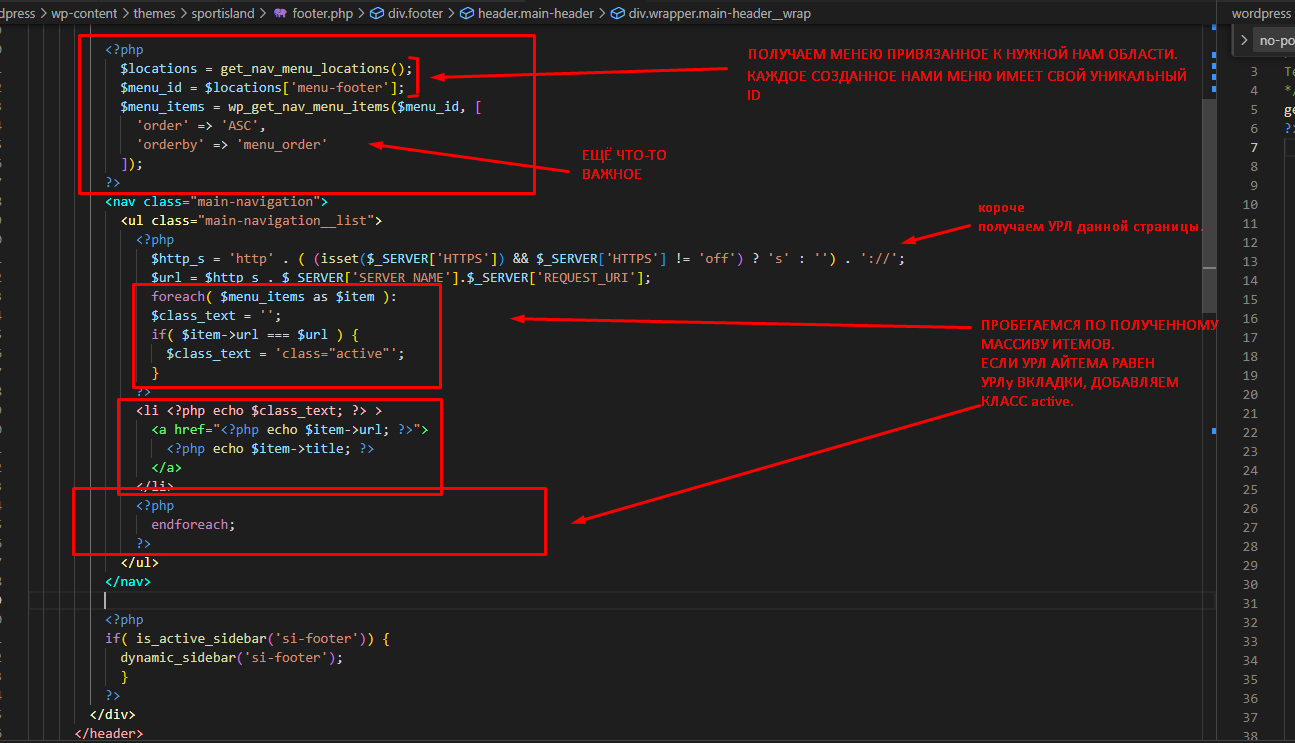 dpress > wp-content > themes > sportisland > footer.php > div.footer > header.main-header > div.wrapper.main-header__wrap
wordpress
no-po
<?php
$locations = get_nav_menu_locations();
$menu_id = $locations['menu-footer'];
$menu_items = wp_get_nav_menu_items($menu_id, [
'order' => 'ASC',
'orderby' => 'menu_order'
]);
?>
ПОЛУЧАЕМ МЕНЕЮ ПРИВЯЗАННОЕ К НУЖНОЙ НАМ ОБЛАСТИ.
КАЖДОЕ СОЗДАННОЕ НАМИ МЕНЮ ИМЕЕТ СВОЙ УНИКАЛЬНЫЙ
ID
ЕЩЁ ЧТО-ТО
ВАЖНОЕ
<nav class="main-navigation">
<ul class="main-navigation__list">
<?php
короче
получаем УРЛ данной страницы.
$http_s = 'http' . ( (isset($_SERVER['HTTPS']) && $_SERVER['HTTPS'] != 'off') ? 's' : '') . '://';
$url = $http_s . $_SERVER['SERVER_NAME'].$_SERVER['REQUEST_URI'];
foreach( $menu_items as $item ):
$class_text = '';
if( $item->url === $url ) {
$class_text = 'class="active"';
}
?>
ПРОБЕГАЕМСЯ ПО ПОЛУЧЕННОМУ
МАССИВУ ИТЕМОВ.
ЕСЛИ УРЛ АЙТЕМА РАВЕН
УРЛу ВКЛАДКИ, ДОБАВЛЯЕМ
КЛАСС active.
<li <?php echo $class_text; ?> >
<a href="<?php echo $item->url; ?>">
<?php echo $item->title; ?>
</a>
</li>
<?php
endforeach;
?>
</ul>
</nav>
<?php
if( is_active_sidebar('si-footer')) {
dynamic_sidebar('si-footer');
}
?>
</div>
</header>
3 Te
4 */
5 ge
6 ?>
7
8
9
10
11
12
13
14
15
16
17
18
19
20
21
22
23
24
25
26
27
28
29
30
31
32
33
34
35
36
37
38